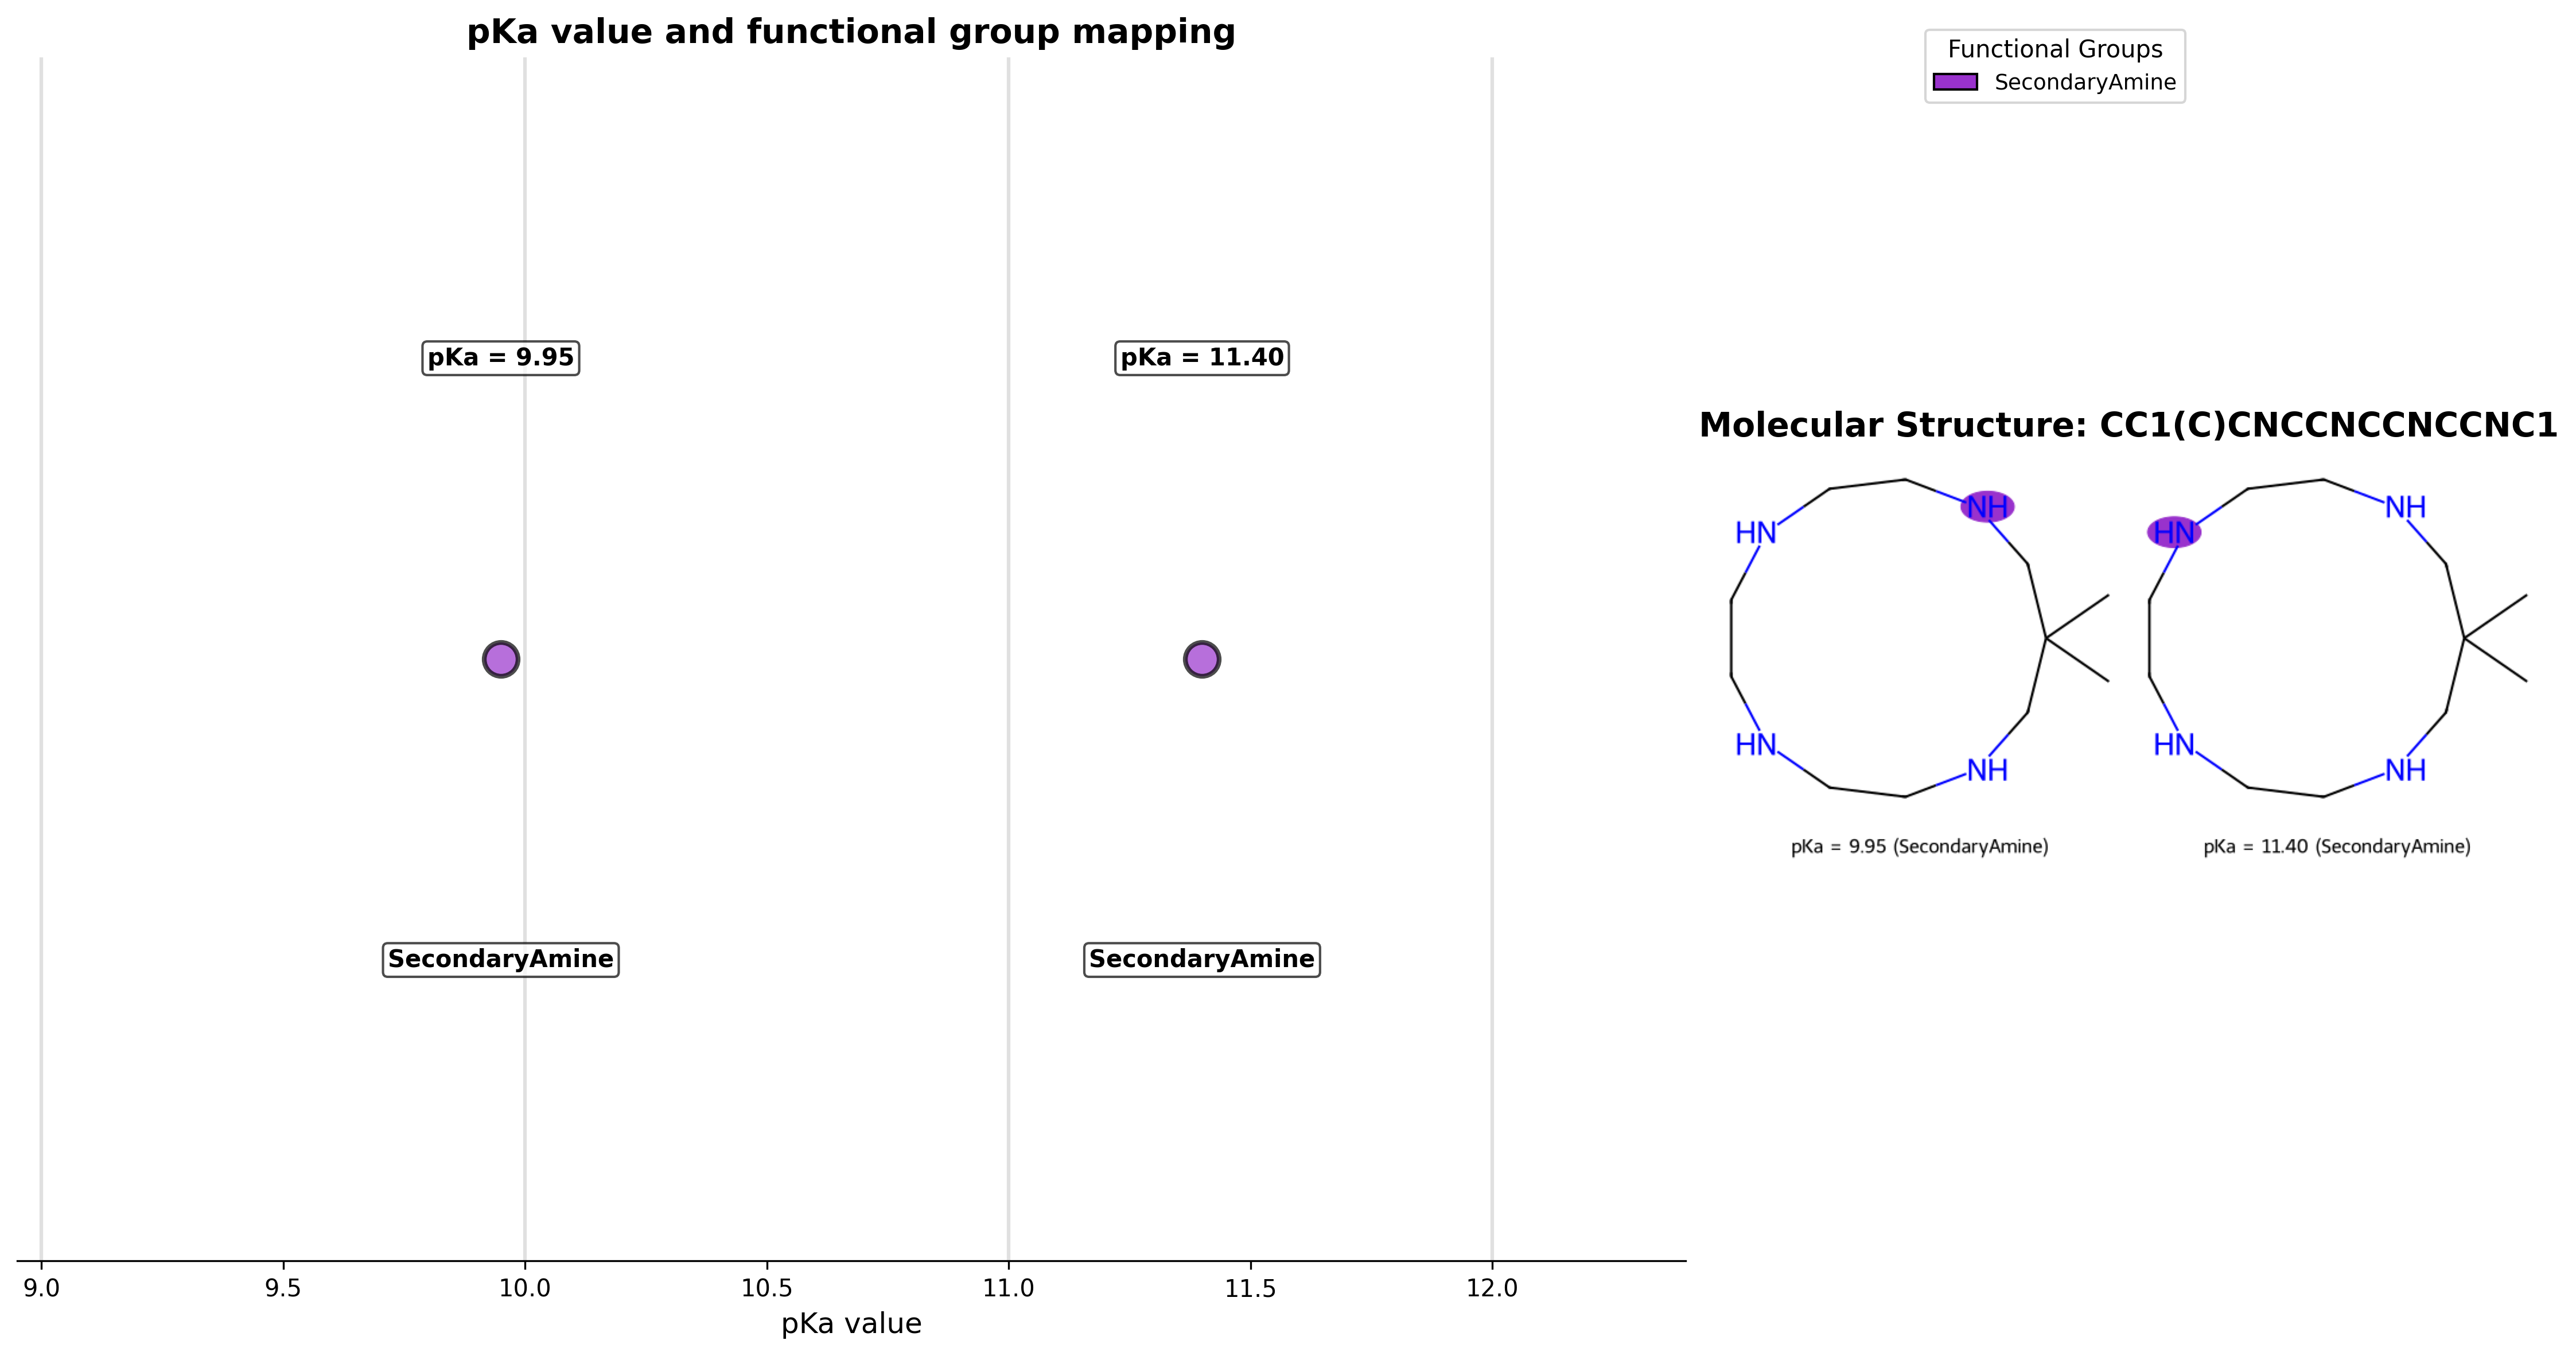 pKa value and functional group mapping
pKa = 9.95
pKa = 11.40
SecondaryAmine
SecondaryAmine
9.0
9.5
10.0
10.5
11.0
11.5
12.0
pKa value
Functional Groups
SecondaryAmine
Molecular Structure: CC1(C)CNCCNCCNCCNC1
NH
HN
HN
NH
pKa = 9.95 (SecondaryAmine)
NH
HN
HN
NH
pKa = 11.40 (SecondaryAmine)